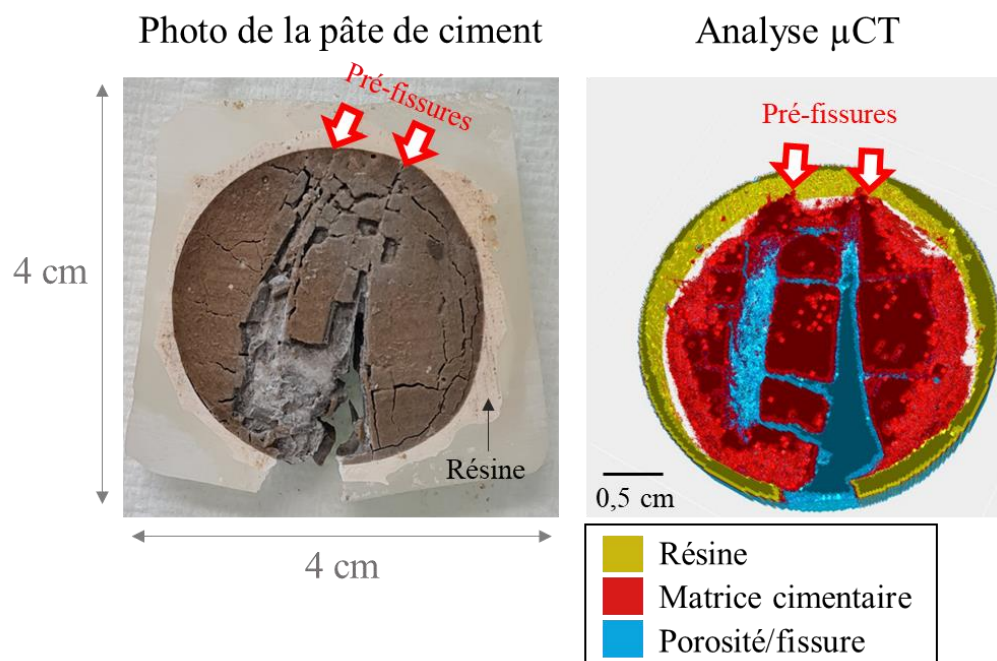 Photo de la pâte de ciment
Analyse µCT
Pré-fissures
Pré-fissures
4 cm
Résine
4 cm
0,5 cm
Résine
Matrice cimentaire
Porosité/fissure